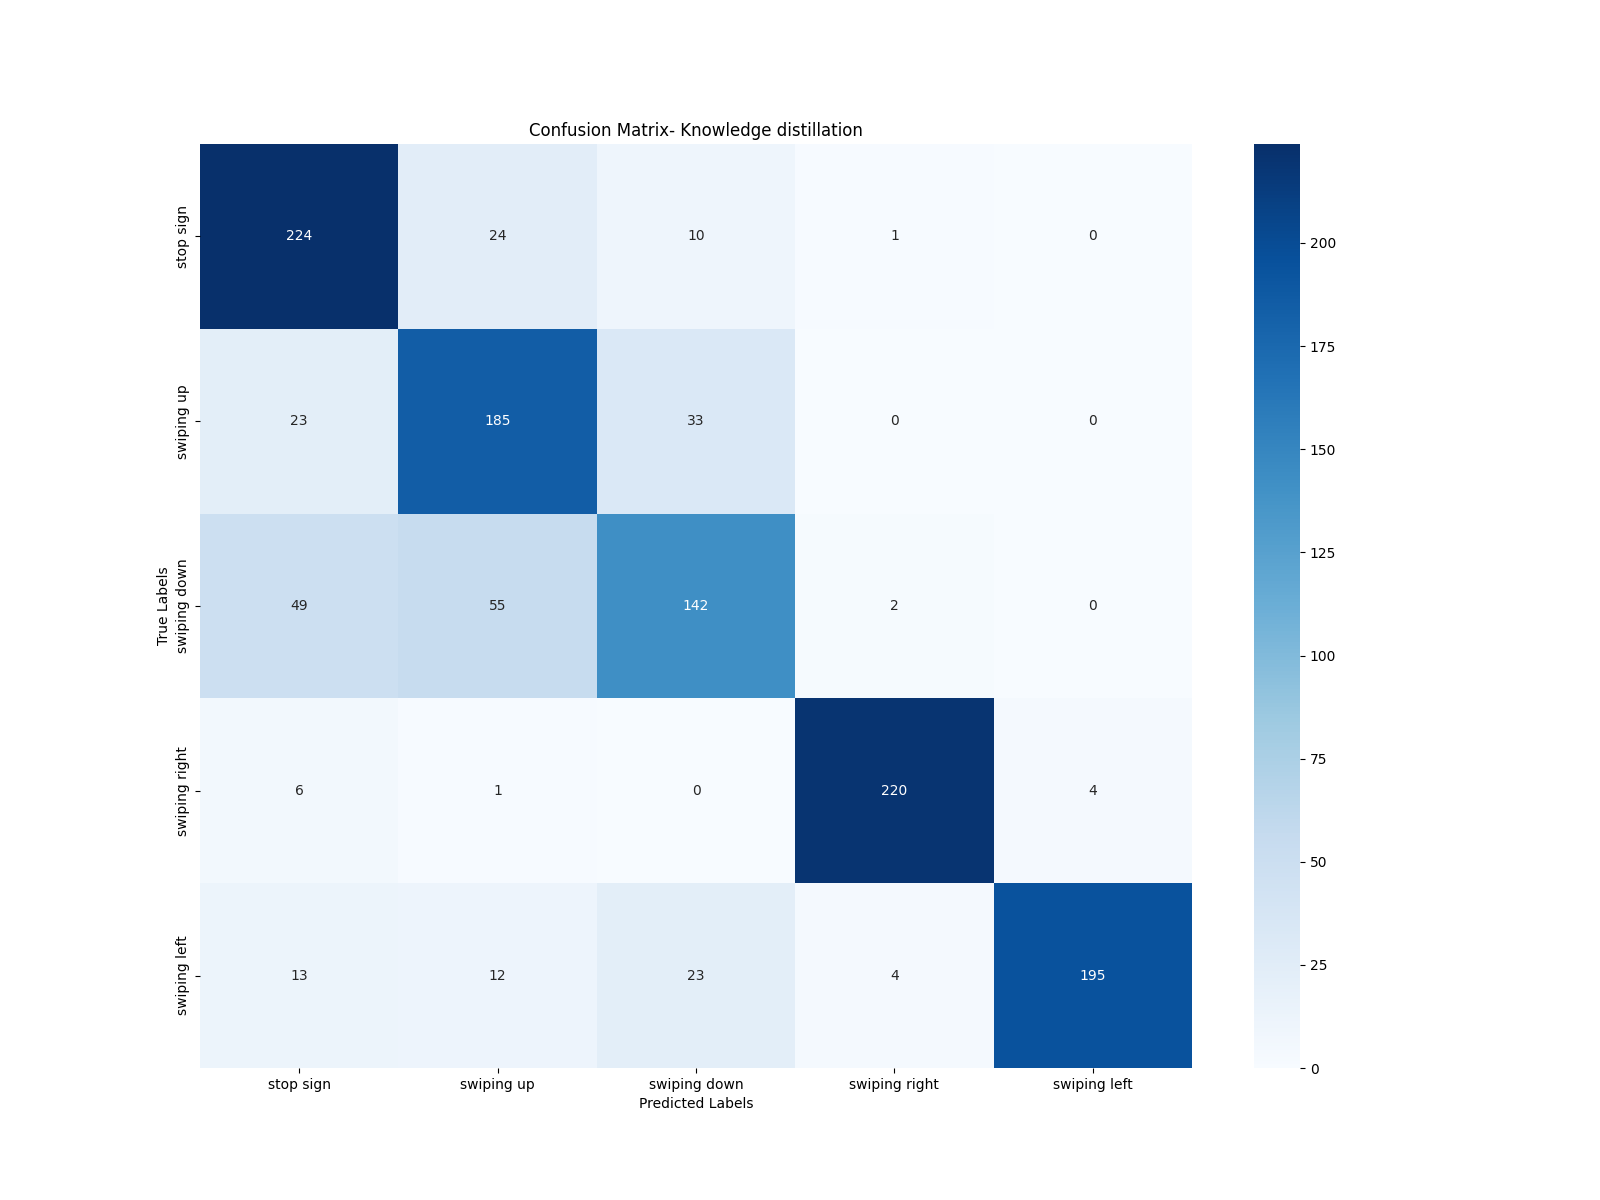 Confusion Matrix- Knowledge distillation
True Labels
stop sign
224 24 10 1 0
swiping up
23 185 33 0 0
swiping down
49 55 142 2 0
swiping right
6 1 0 220 4
swiping left
13 12 23 4 195
stop sign swiping up swiping down swiping right swiping left
Predicted Labels
200
175
150
125
100
75
50
25
0